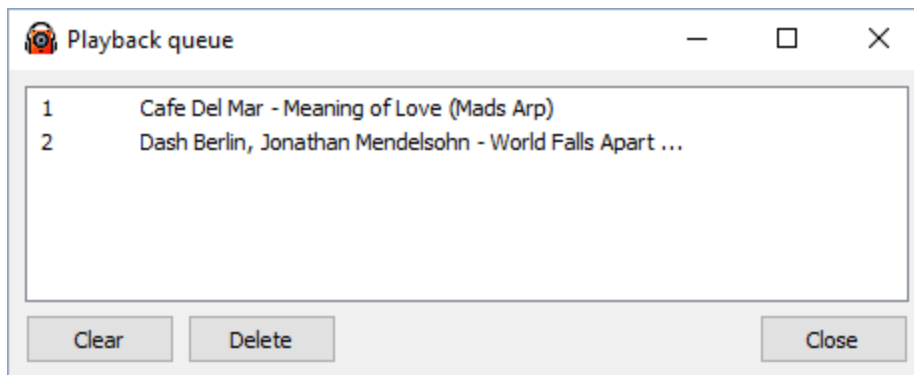 Playback queue
1 Cafe Del Mar - Meaning of Love (Mads Arp)
2 Dash Berlin, Jonathan Mendelsohn - World Falls Apart ...
Clear Delete Close